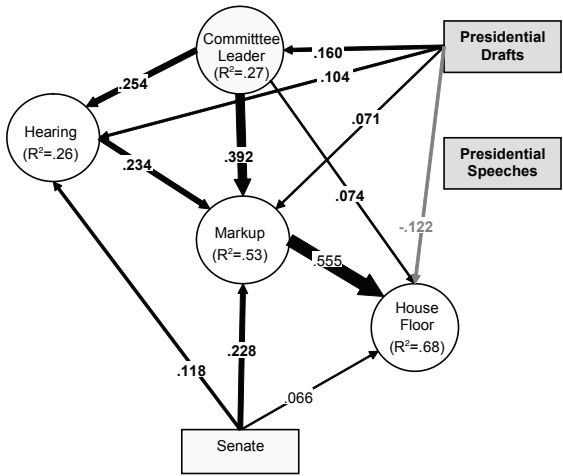 Committtee
Leader
(R²=.27)
Presidential
Drafts
.160
.104
.254
Hearing
(R²=.26)
.071
.234
.392
Presidential
Speeches
.074
-.122
Markup
(R²=.53)
.555
House
Floor
(R²=.68)
.228
.118
.066
Senate